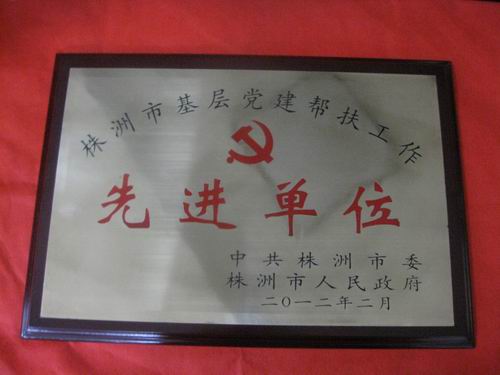 株洲市基层党建帮扶工作
先进单位
中共株洲市委
株洲市人民政府
二〇一二年二月